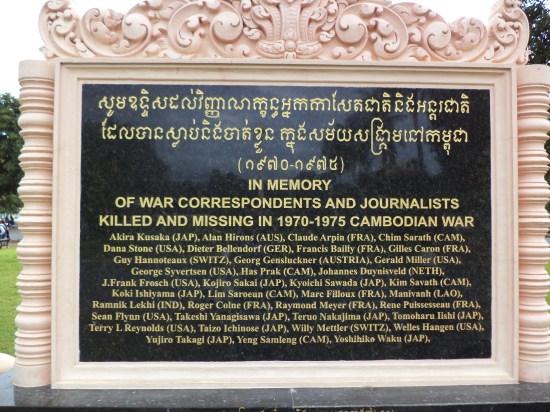 សូមឧទ្ទិសដល់វិញ្ញាណក្ខន្ធអ្នកកាសែតជាតិនិងអន្តរជាតិ
ដែលបានស្លាប់និងបាត់ខ្លួន ក្នុងសម័យសង្គ្រាមនៅកម្ពុជា
(១៩៧០-១៩៧៥)
IN MEMORY
OF WAR CORRESPONDENTS AND JOURNALISTS
KILLED AND MISSING IN 1970-1975 CAMBODIAN WAR
Akira Kusaka (JAP), Alan Hirons (AUS), Claude Arpin (FRA), Chim Sarath (CAM),
Dana Stone (USA), Dieter Bellendorf (GER), Francis Bailly (FRA), Gilles Caron (FRA),
Guy Hannoteaux (SWITZ), Georg Gensluckner (AUSTRIA), Gerald Miller (USA),
George Syvertsen (USA), Has Prak (CAM), Johannes Duynisveld (NETH),
J.Frank Frosch (USA), Kojiro Sakai (JAP), Kyoichi Sawada (JAP), Kim Savath (CAM),
Koki Ishiyama (JAP), Lim Saroeun (CAM), Marc Filloux (FRA), Manivanh (LAO),
Ramnik Lekhi (IND), Roger Colne (FRA), Raymond Meyer (FRA), Rene Puissesseau (FRA),
Sean Flynn (USA), Takeshi Yanagisawa (JAP), Teruo Nakajima (JAP), Tomoharu Iishi (JAP),
Terry L Reynolds (USA), Taizo Ichinose (JAP), Willy Mettler (SWITZ), Welles Hangen (USA),
Yujiro Takagi (JAP), Yeng Samleng (CAM), Yoshihiko Waku (JAP),